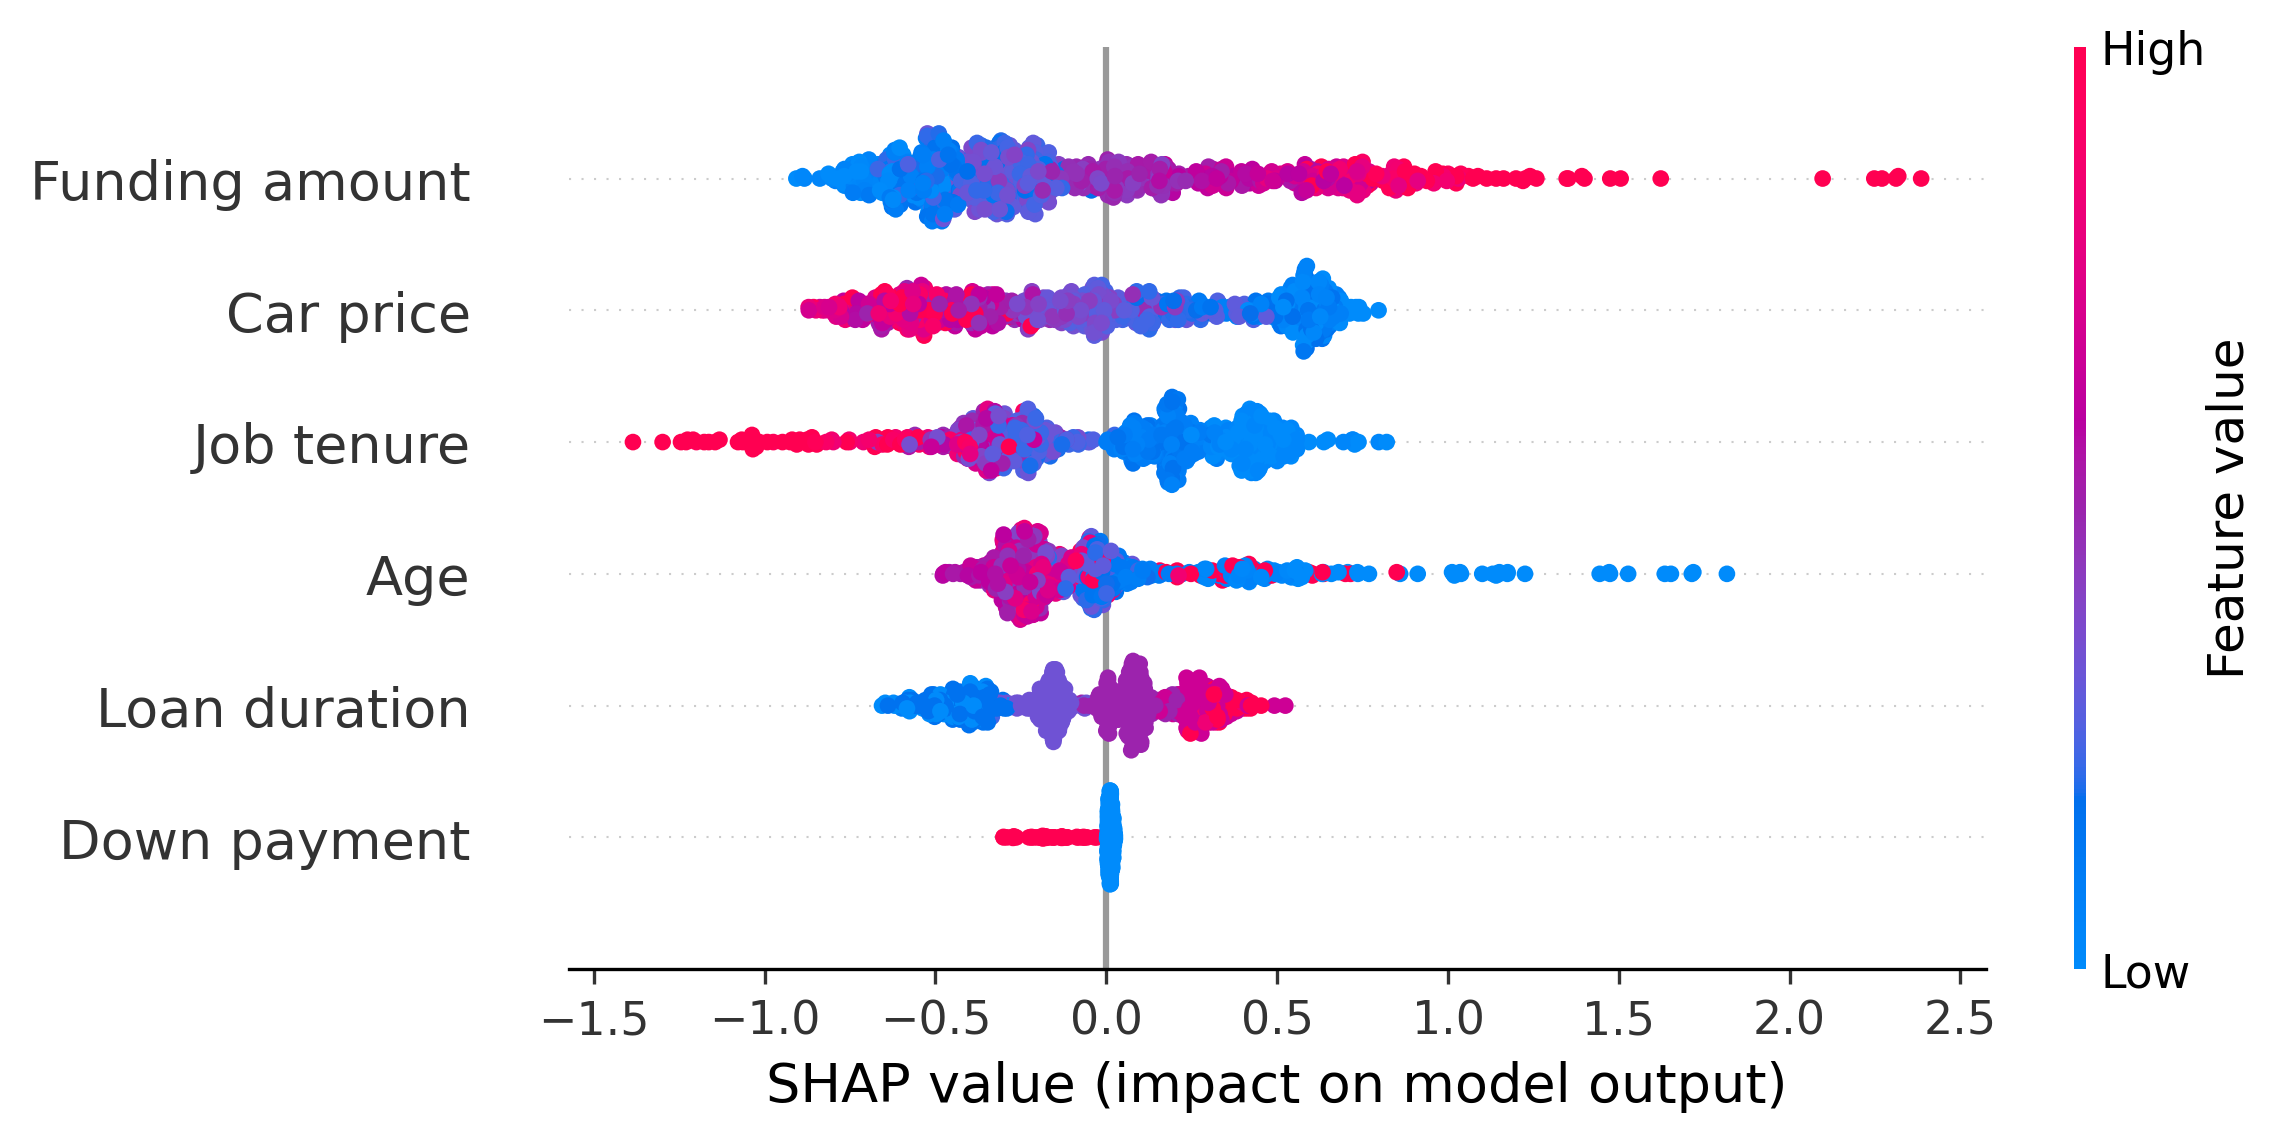 High
Funding amount
Car price
Job tenure
Age
Loan duration
Down payment
Feature value
Low
−1.5 −1.0 −0.5 0.0 0.5 1.0 1.5 2.0 2.5
SHAP value (impact on model output)